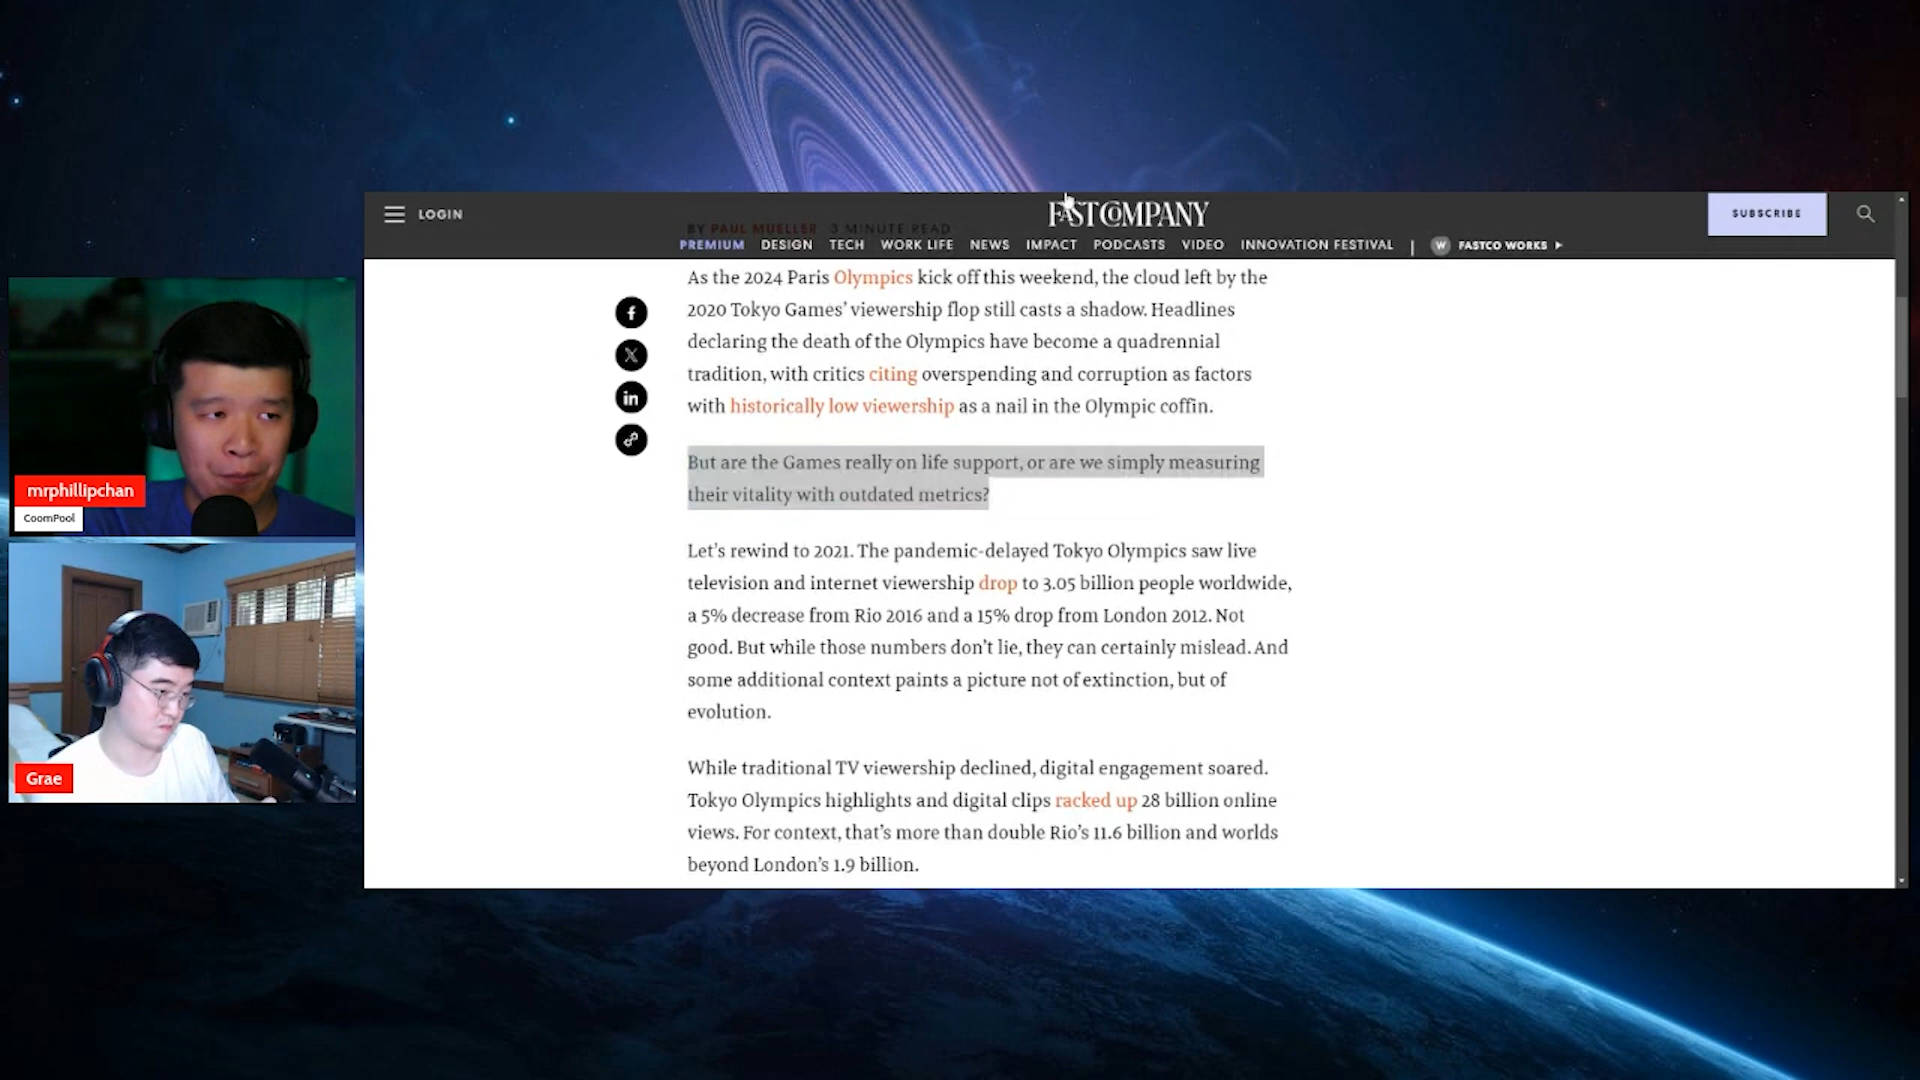 LOGIN
FAST COMPANY
SUBSCRIBE
BY PAUL MUELLER 3 MINUTE READ
PREMIUM DESIGN TECH WORK LIFE NEWS IMPACT PODCASTS VIDEO INNOVATION FESTIVAL | W FASTCO WORKS
As the 2024 Paris Olympics kick off this weekend, the cloud left by the
2020 Tokyo Games’ viewership flop still casts a shadow. Headlines
declaring the death of the Olympics have become a quadrennial
tradition, with critics citing overspending and corruption as factors
with historically low viewership as a nail in the Olympic coffin.
But are the Games really on life support, or are we simply measuring
their vitality with outdated metrics?
Let’s rewind to 2021. The pandemic-delayed Tokyo Olympics saw live
television and internet viewership drop to 3.05 billion people worldwide,
a 5% decrease from Rio 2016 and a 15% drop from London 2012. Not
good. But while those numbers don’t lie, they can certainly mislead. And
some additional context paints a picture not of extinction, but of
evolution.
While traditional TV viewership declined, digital engagement soared.
Tokyo Olympics highlights and digital clips racked up 28 billion online
views. For context, that’s more than double Rio’s 11.6 billion and worlds
beyond London’s 1.9 billion.
mrphillipchan
CoomPool
Grae